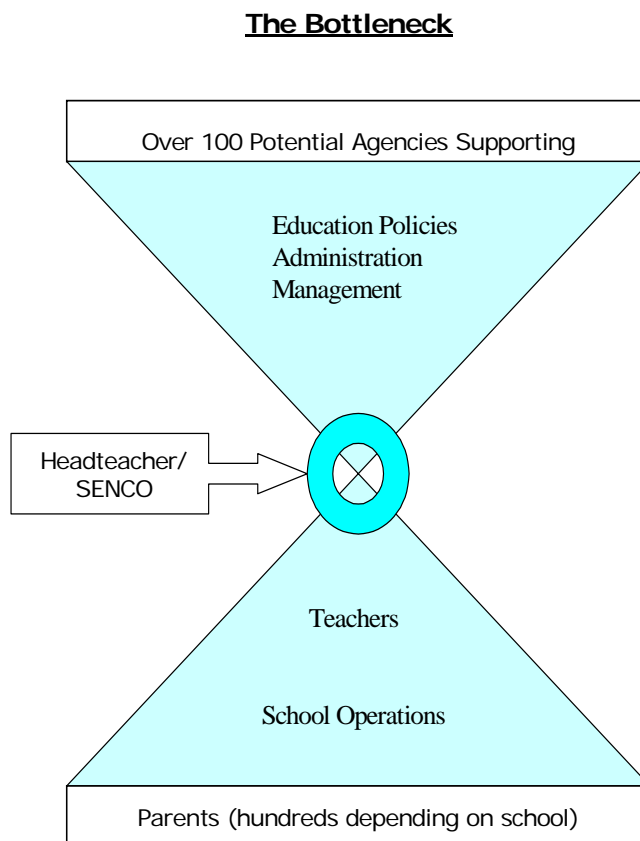 The Bottleneck
Over 100 Potential Agencies Supporting
Education Policies
Administration
Management
Headteacher/
SENCO
Teachers
School Operations
Parents (hundreds depending on school)